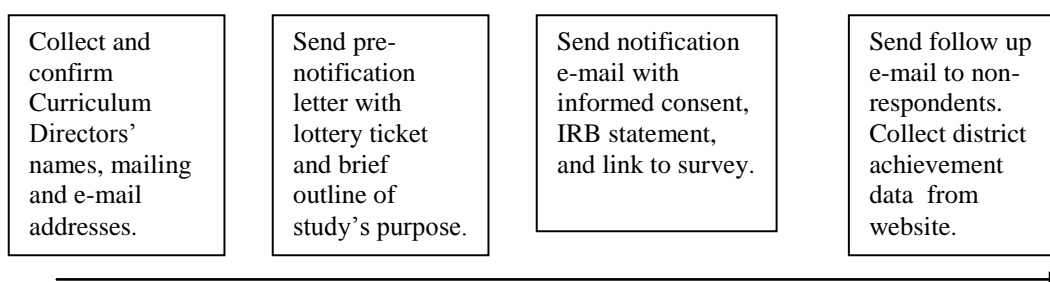 Collect and
confirm
Curriculum
Directors’
names, mailing
and e-mail
addresses.
Send pre-
notification
letter with
lottery ticket
and brief
outline of
study’s purpose.
Send notification
e-mail with
informed consent,
IRB statement,
and link to survey.
Send follow up
e-mail to non-
respondents.
Collect district
achievement
data from
website.